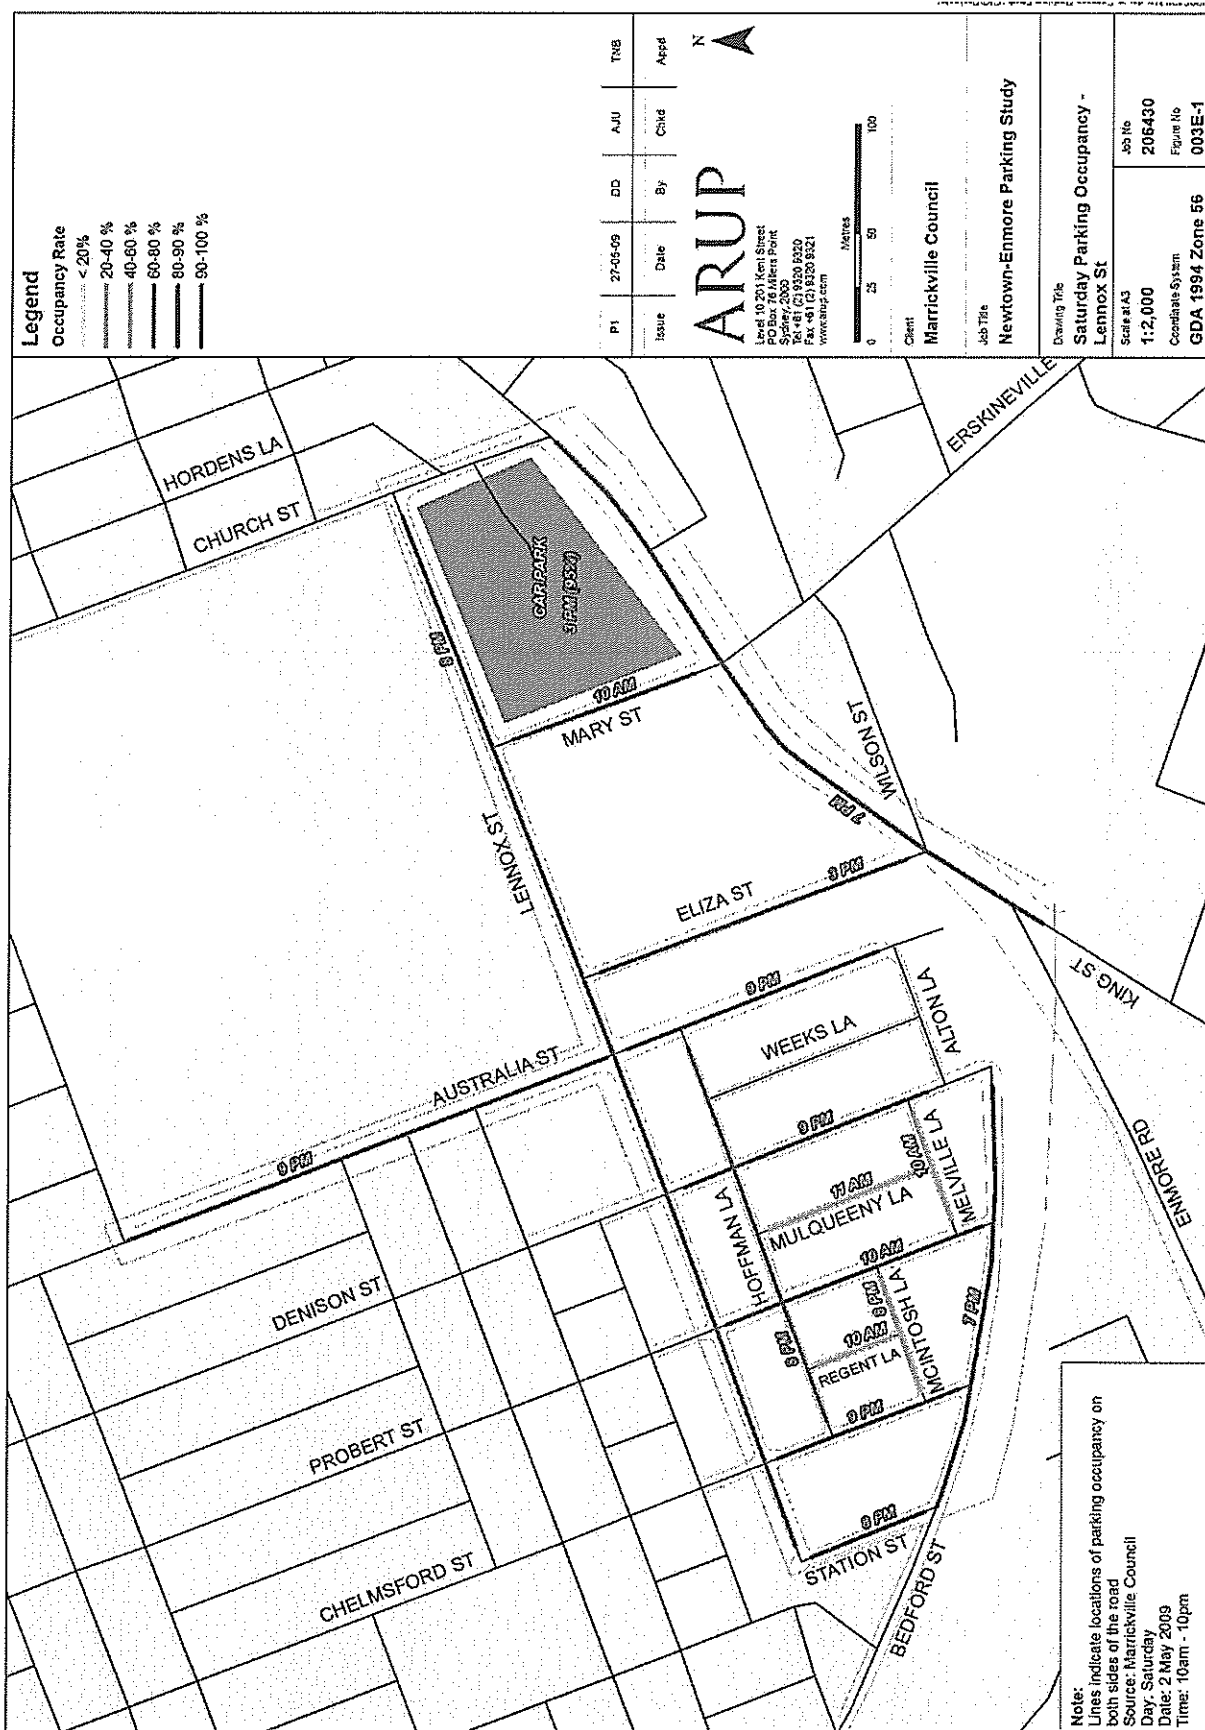 Legend
Occupancy Rate
< 20%
20-40 %
40-60 %
60-80 %
80-90 %
90-100 %
P1 27-05-09 DD AJU TNB
Issue Date By Chkd Appd
ARUP
N
Level 10 201 Kent Street
PO Box 76 Millers Point
Sydney, 2000
Tel +61 (2) 9320 9320
Fax +61 (2) 9320 9321
www.arup.com
Metres
0 25 50 100
Client
Marrickville Council
Job Title
Newtown-Enmore Parking Study
Drawing Title
Saturday Parking Occupancy -
Lennox St
Scale at A3
1:2,000
Job No
206430
Coordinate System
GDA 1994 Zone 56
Figure No
003E-1
HORDENS LA
CHURCH ST
CAR PARK
3 PM (95%)
8 PM
10 AM
MARY ST
LENNOX ST
ERSKINEVILLE
WILSON ST
7 PM
ELIZA ST
3 PM
KING ST
9 PM
WEEKS LA
ALTON LA
AUSTRALIA ST
9 PM
ENMORE RD
9 PM
10 AM
MELVILLE LA
11 AM
MULQUEENY LA
HOFFMAN LA
10 AM
DENISON ST
8 PM
MCINTOSH LA
7 PM
10 AM
REGENT LA
8 PM
9 PM
PROBERT ST
8 PM
STATION ST
CHELMSFORD ST
BEDFORD ST
Note:
Lines indicate locations of parking occupancy on
both sides of the road
Source: Marrickville Council
Day: Saturday
Date: 2 May 2009
Time: 10am - 10pm